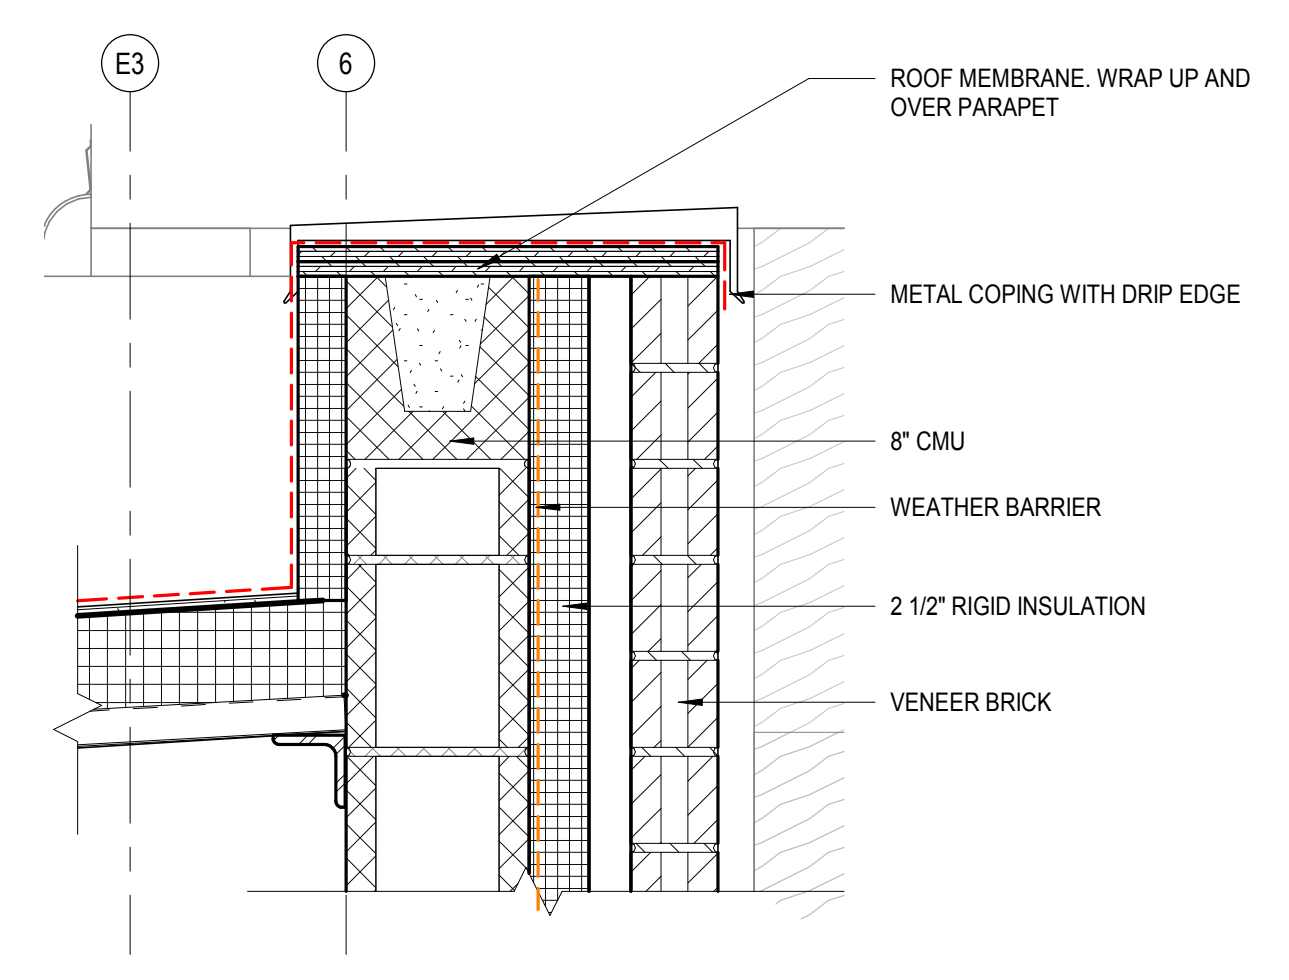 E3
6
ROOF MEMBRANE. WRAP UP AND
OVER PARAPET
METAL COPING WITH DRIP EDGE
8" CMU
WEATHER BARRIER
2 1/2" RIGID INSULATION
VENEER BRICK